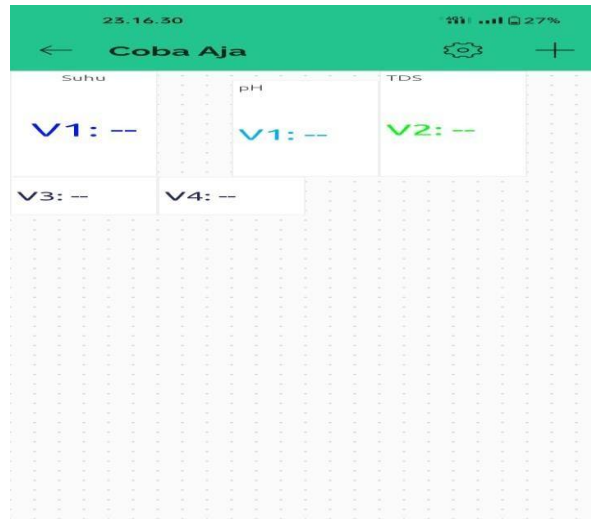 23.16.30 27%
← Coba Aja
Suhu
pH
TDS
V1: --
V1: --
V2: --
V3: --
V4: --